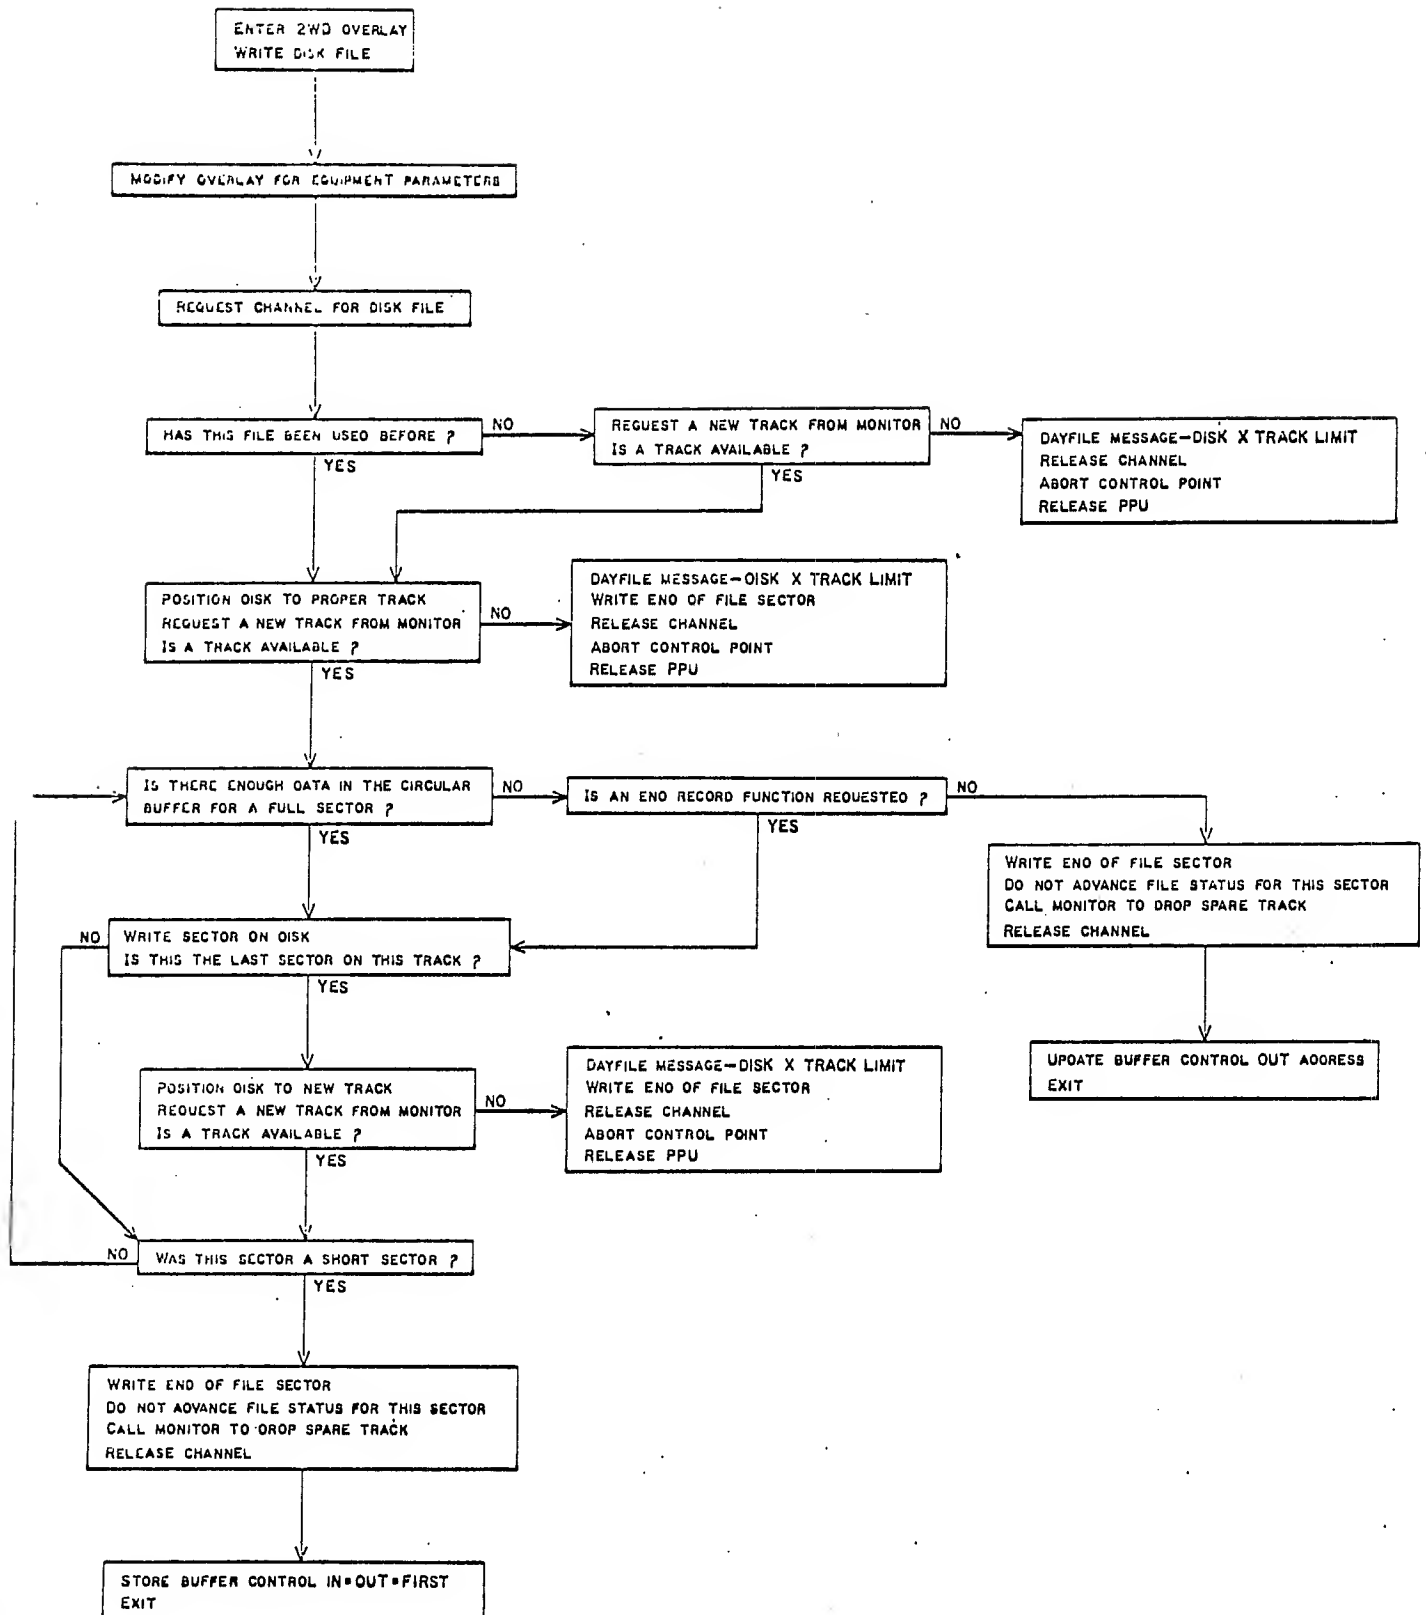 ENTER 2WD OVERLAY
WRITE DISK FILE
MODIFY OVERLAY FOR EQUIPMENT PARAMETERS
REQUEST CHANNEL FOR DISK FILE
HAS THIS FILE BEEN USED BEFORE ?
NO
YES
REQUEST A NEW TRACK FROM MONITOR
IS A TRACK AVAILABLE ?
NO
YES
DAYFILE MESSAGE-DISK X TRACK LIMIT
RELEASE CHANNEL
ABORT CONTROL POINT
RELEASE PPU
POSITION DISK TO PROPER TRACK
REQUEST A NEW TRACK FROM MONITOR
IS A TRACK AVAILABLE ?
NO
YES
DAYFILE MESSAGE-DISK X TRACK LIMIT
WRITE END OF FILE SECTOR
RELEASE CHANNEL
ABORT CONTROL POINT
RELEASE PPU
IS THERE ENOUGH DATA IN THE CIRCULAR
BUFFER FOR A FULL SECTOR ?
NO
YES
IS AN END RECORD FUNCTION REQUESTED ?
NO
YES
WRITE END OF FILE SECTOR
DO NOT ADVANCE FILE STATUS FOR THIS SECTOR
CALL MONITOR TO DROP SPARE TRACK
RELEASE CHANNEL
NO
WRITE SECTOR ON DISK
IS THIS THE LAST SECTOR ON THIS TRACK ?
YES
UPDATE BUFFER CONTROL OUT ADDRESS
EXIT
POSITION DISK TO NEW TRACK
REQUEST A NEW TRACK FROM MONITOR
IS A TRACK AVAILABLE ?
NO
YES
DAYFILE MESSAGE-DISK X TRACK LIMIT
WRITE END OF FILE SECTOR
RELEASE CHANNEL
ABORT CONTROL POINT
RELEASE PPU
NO
WAS THIS SECTOR A SHORT SECTOR ?
YES
WRITE END OF FILE SECTOR
DO NOT ADVANCE FILE STATUS FOR THIS SECTOR
CALL MONITOR TO DROP SPARE TRACK
RELEASE CHANNEL
STORE BUFFER CONTROL IN=OUT=FIRST
EXIT